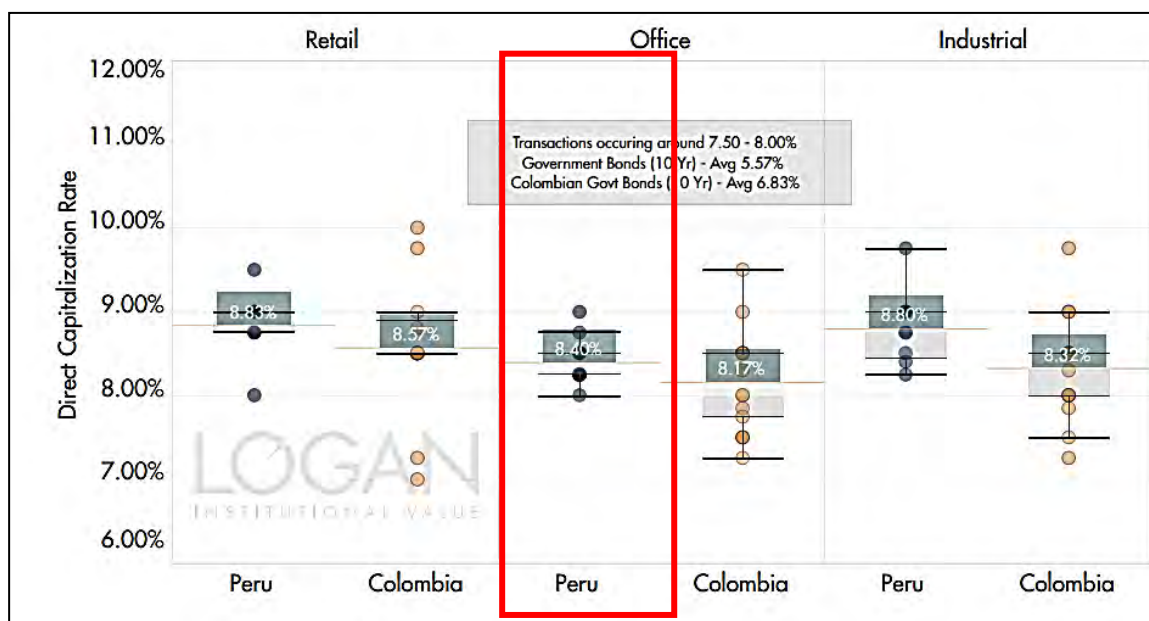 Retail Office Industrial
12.00%
11.00%
Transactions occuring around 7.50 - 8.00%
Government Bonds (10 Yr) - Avg 5.57%
Colombian Govt Bonds (10 Yr) - Avg 6.83%
10.00%
9.00%
8.83%
8.57%
8.40%
8.17%
8.80%
8.32%
8.00%
7.00%
6.00%
Direct Capitalization Rate
LOGAN
INSTITUTIONAL VALUE
Peru Colombia Peru Colombia Peru Colombia